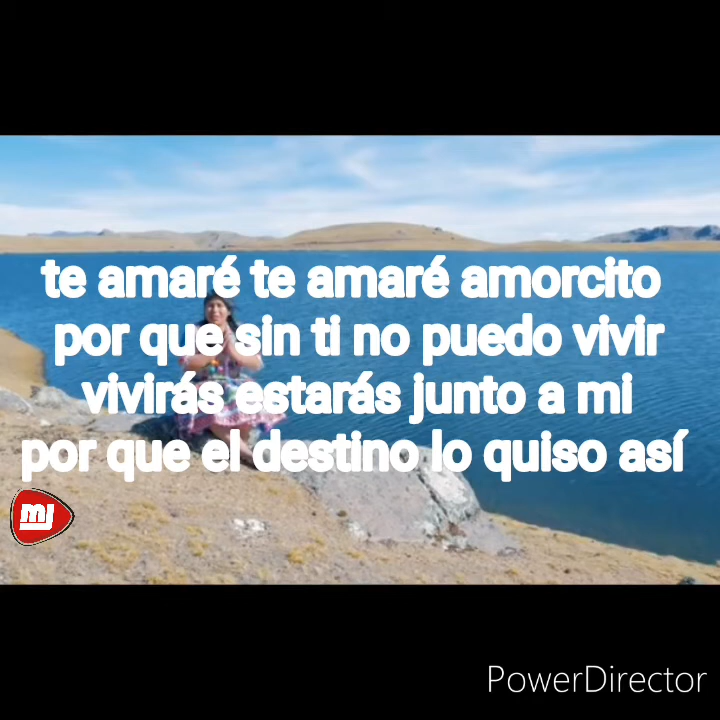 te amaré te amaré amorcito
por que sin ti no puedo vivir
vivirás estarás junto a mi
por que el destino lo quiso así
mj
PowerDirector